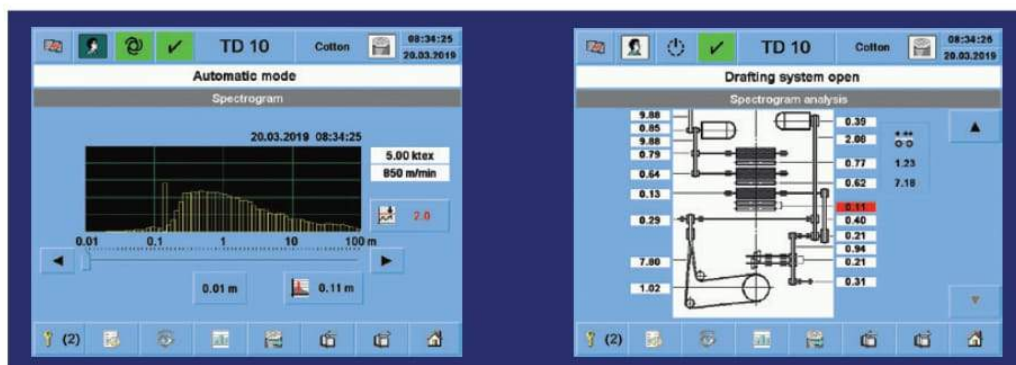 TD 10
Cotton
08:34:25
20.03.2019
Automatic mode
Spectrogram
20.03.2019 08:34:25
5.00 ktex
850 m/min
2.0
0.01
0.1
1
10
100 m
0.01 m
0.11 m
(2)
TD 10
Cotton
08:34:26
20.03.2019
Drafting system open
Spectrogram analysis
9.88
0.85
9.88
0.79
0.64
0.13
0.29
7.80
1.02
0.39
2.00
0.77
0.62
0.11
0.40
0.21
0.94
0.21
0.31
1.23
7.18
(2)